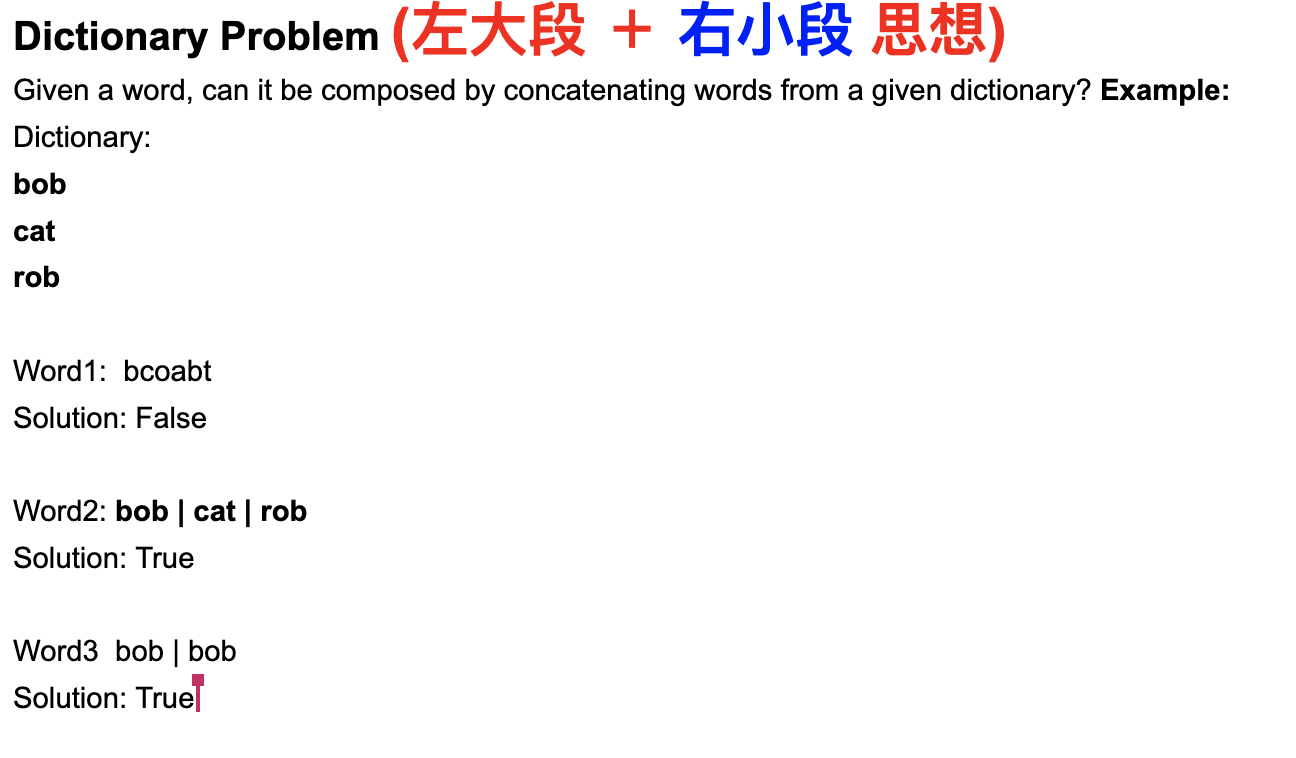 Dictionary Problem (左大段 + 右小段 思想)
Given a word, can it be composed by concatenating words from a given dictionary? Example:
Dictionary:
bob
cat
rob
Word1:  bcoabt
Solution: False
Word2: bob | cat | rob
Solution: True
Word3  bob | bob
Solution: True